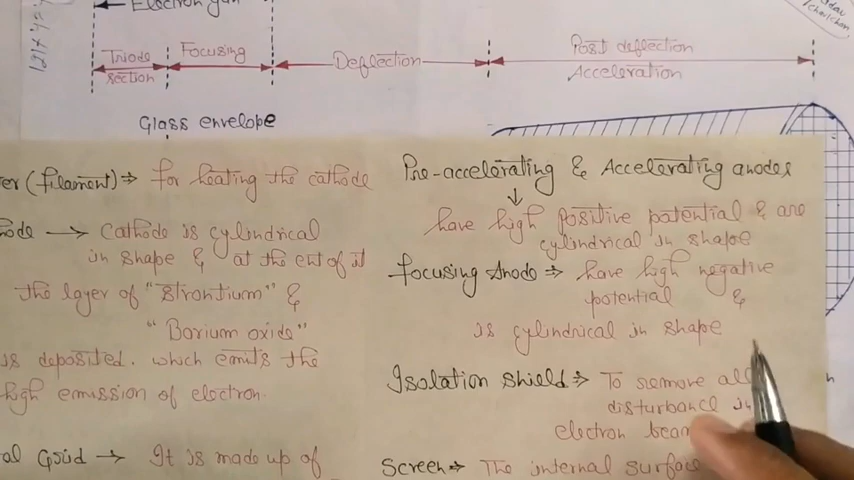 Electron gun
Triode
section
Focusing
Deflection
Post deflection
Acceleration
Glass envelope
(filament) ⇒ for heating the cathode
→ Cathode is cylindrical
in shape & at the ent of it
the layer of "Strontium" &
"Barium oxide"
is deposited. which emits the
high emission of electron.
Grid → It is made up of
Pre-accelerating & Accelerating anodes
↓
have high positive potential & are
cylindrical in shape
focusing Anode ⇒ have high negative
potential &
is cylindrical in shape
Isolation shield ⇒ To remove all
disturbance in
electron beam
Screen ⇒ The internal surface